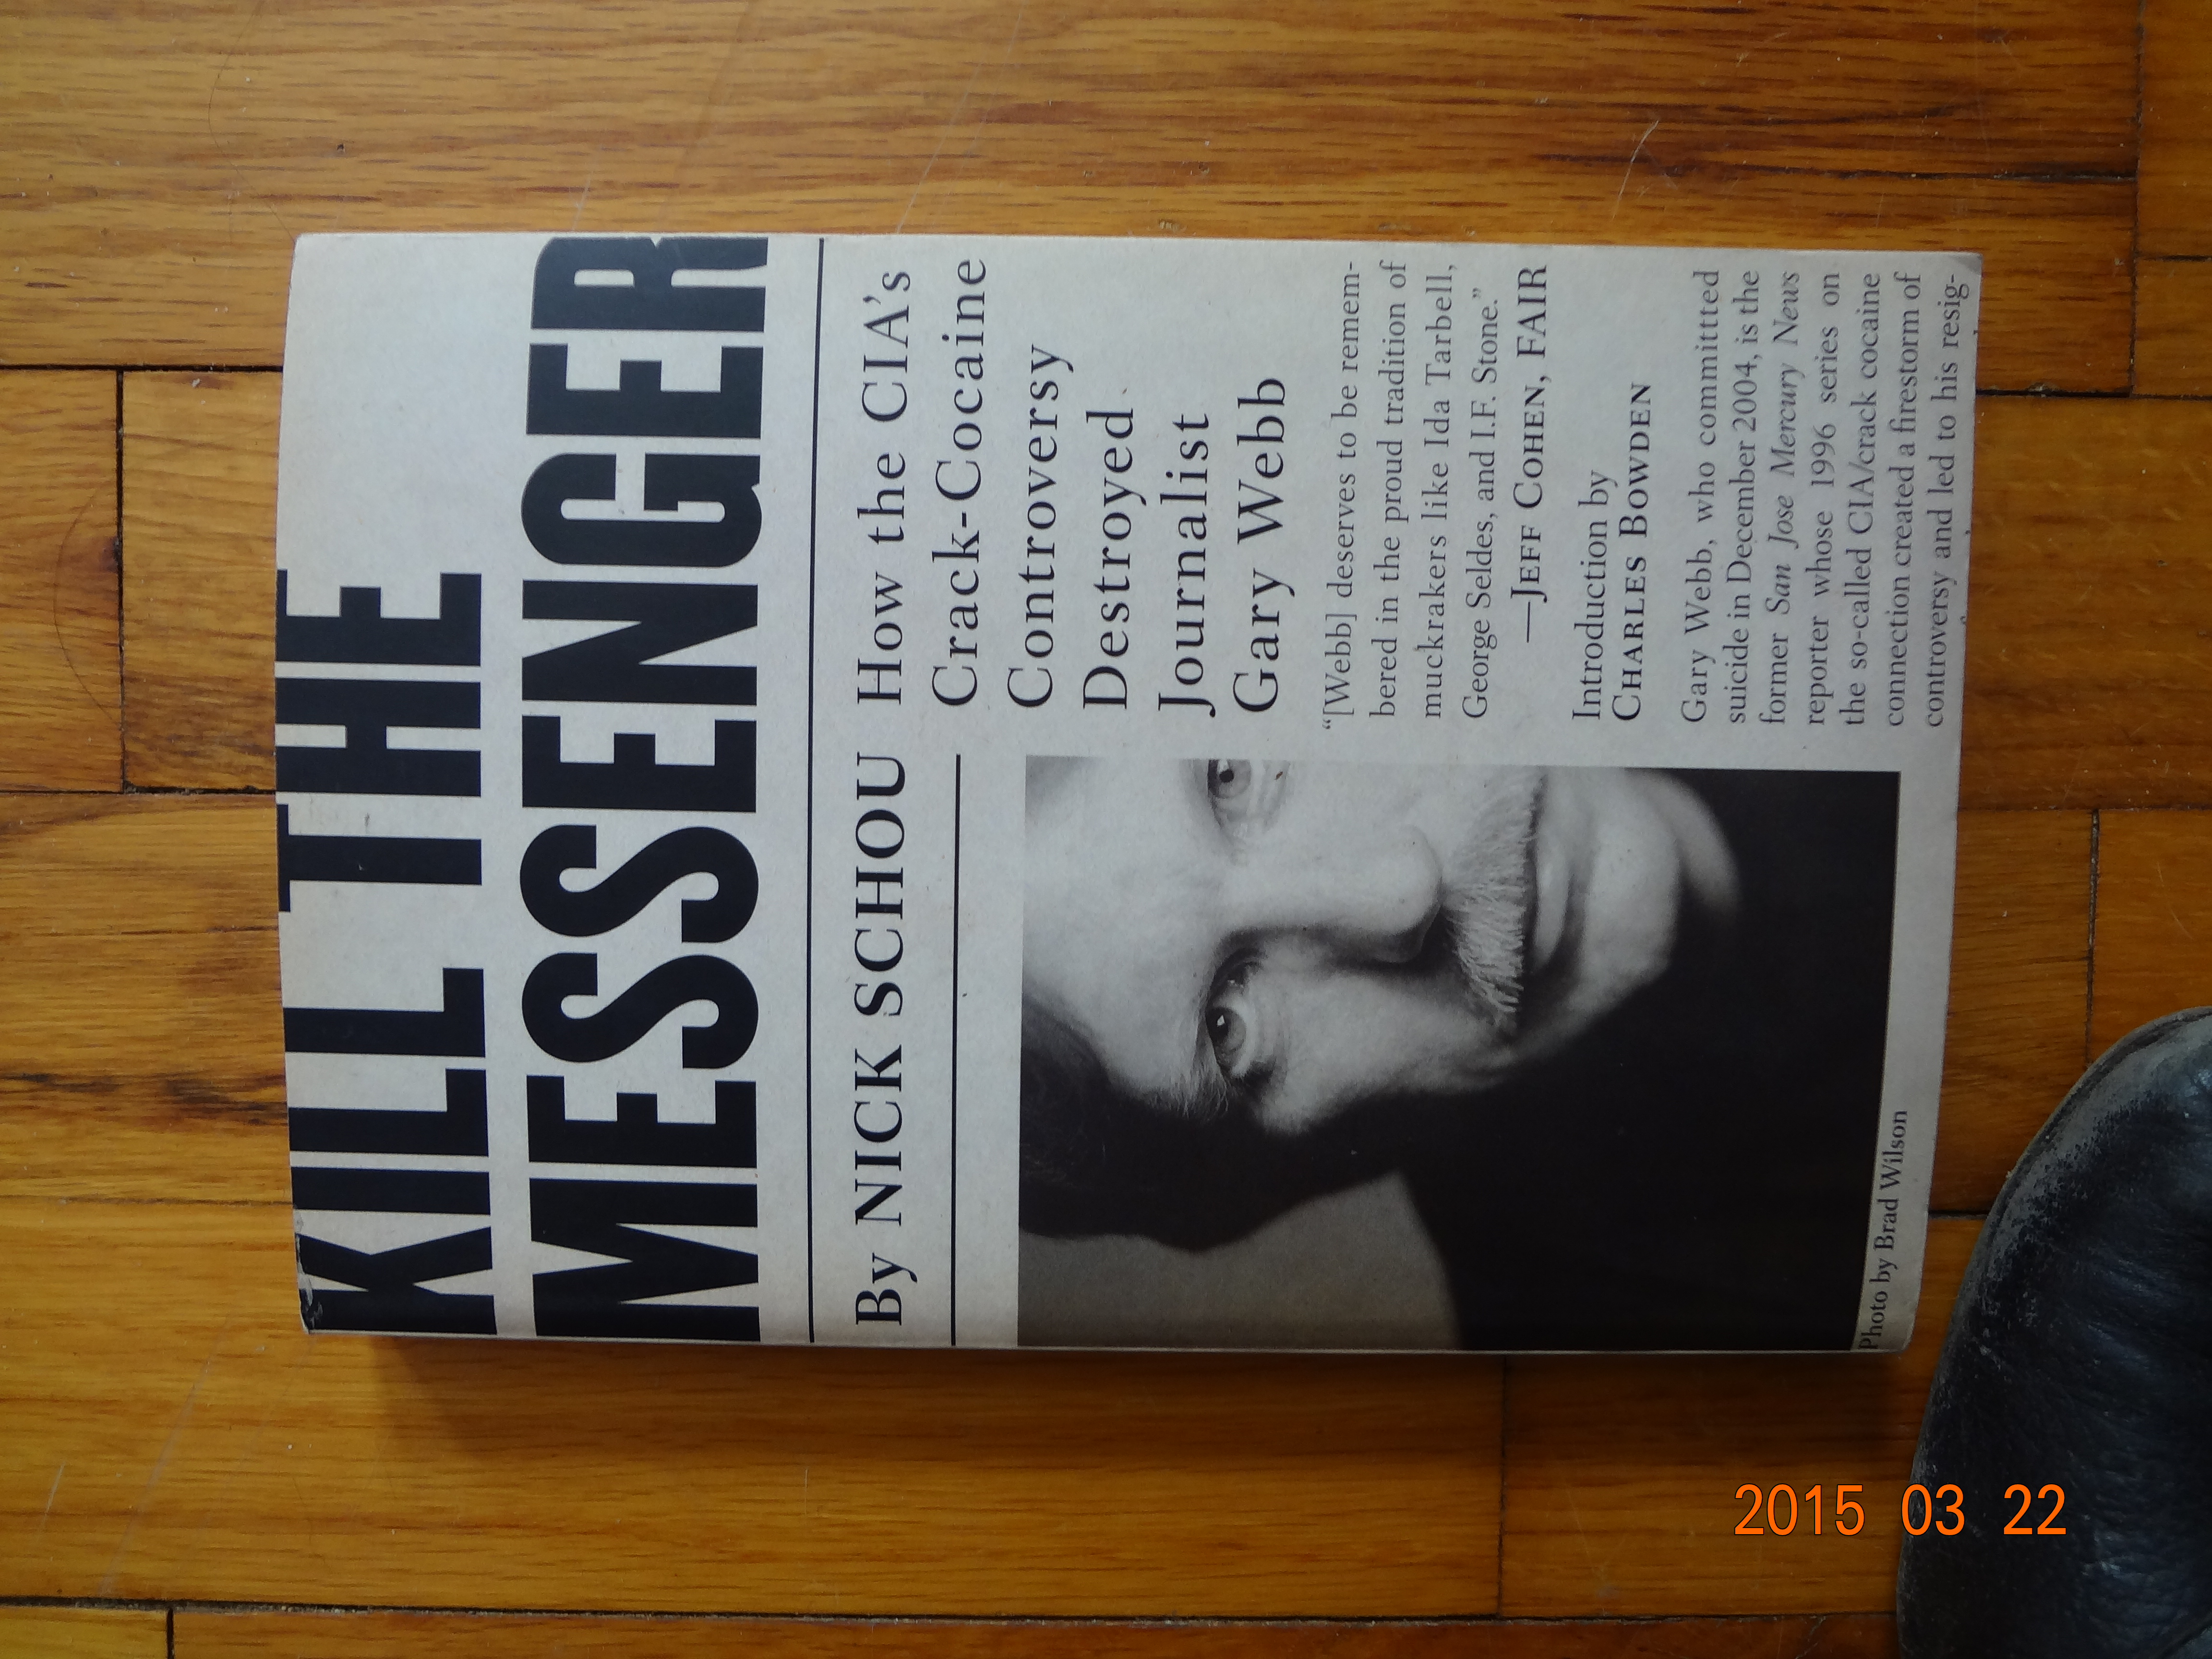 KILL THE
MESSENGER
By NICK SCHOU
How the CIA's
Crack-Cocaine
Controversy
Destroyed
Journalist
Gary Webb
“[Webb] deserves to be remem-
bered in the proud tradition of
muckrakers like Ida Tarbell,
George Seldes, and I.F. Stone.”
—JEFF COHEN, FAIR
Introduction by
CHARLES BOWDEN
Gary Webb, who committted
suicide in December 2004, is the
former San Jose Mercury News
reporter whose 1996 series on
the so-called CIA/crack cocaine
connection created a firestorm of
controversy and led to his resig-
Photo by Brad Wilson
2015 03 22